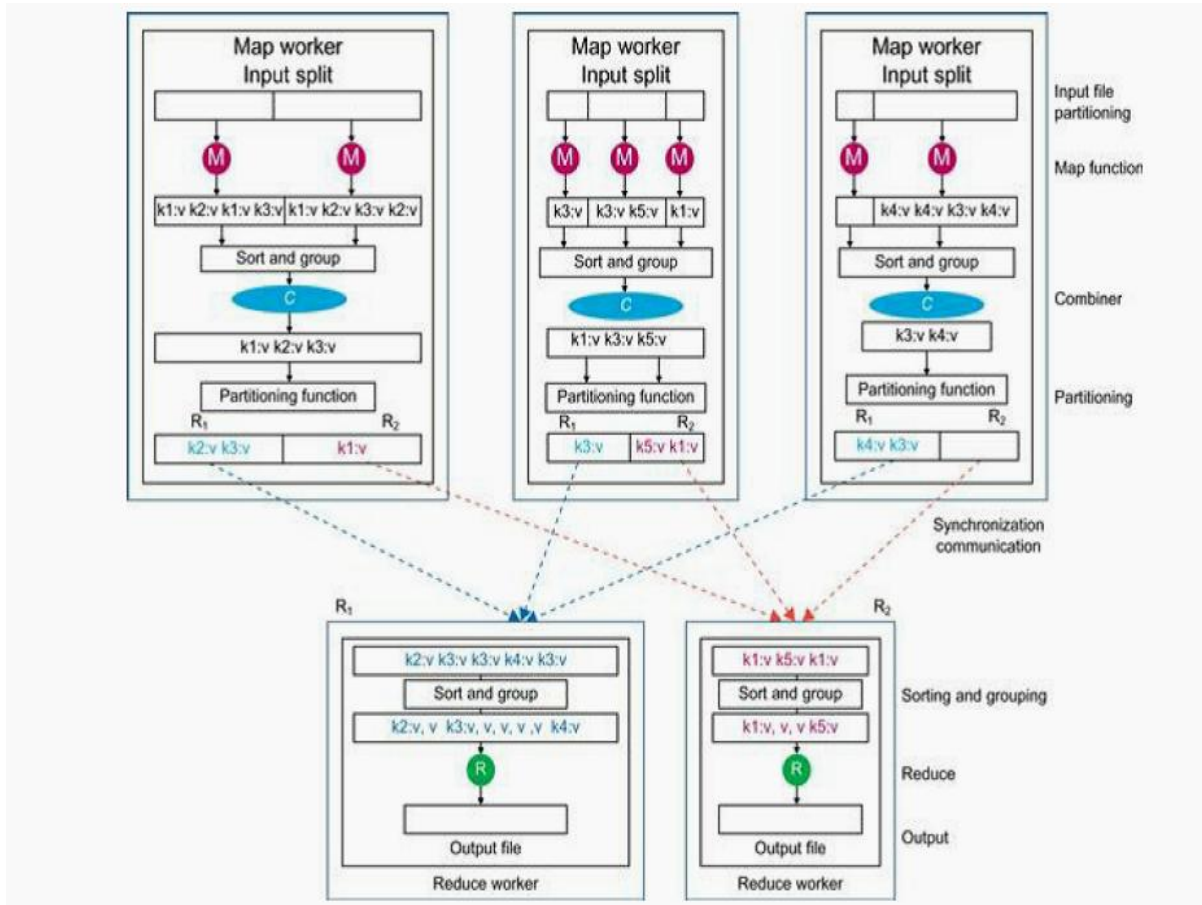 Map worker
Input split
M
M
k1:v k2:v k1:v k3:v
k1:v k2:v k3:v k2:v
Sort and group
C
k1:v k2:v k3:v
Partitioning function
R1
R2
k2:v k3:v
k1:v
Map worker
Input split
M
M
M
k3:v
k3:v k5:v
k1:v
Sort and group
C
k1:v k3:v k5:v
Partitioning function
R1
R2
k3:v
k5:v k1:v
Map worker
Input split
M
M
k4:v k4:v k3:v k4:v
Sort and group
C
k3:v k4:v
Partitioning function
R1
R2
k4:v k3:v
Input file
partitioning
Map function
Combiner
Partitioning
Synchronization
communication
R1
k2:v k3:v k3:v k4:v k3:v
Sort and group
k2:v, v k3:v, v, v, v ,v k4:v
R
Output file
Reduce worker
R2
k1:v k5:v k1:v
Sort and group
k1:v, v, v k5:v
R
Output file
Reduce worker
Sorting and grouping
Reduce
Output